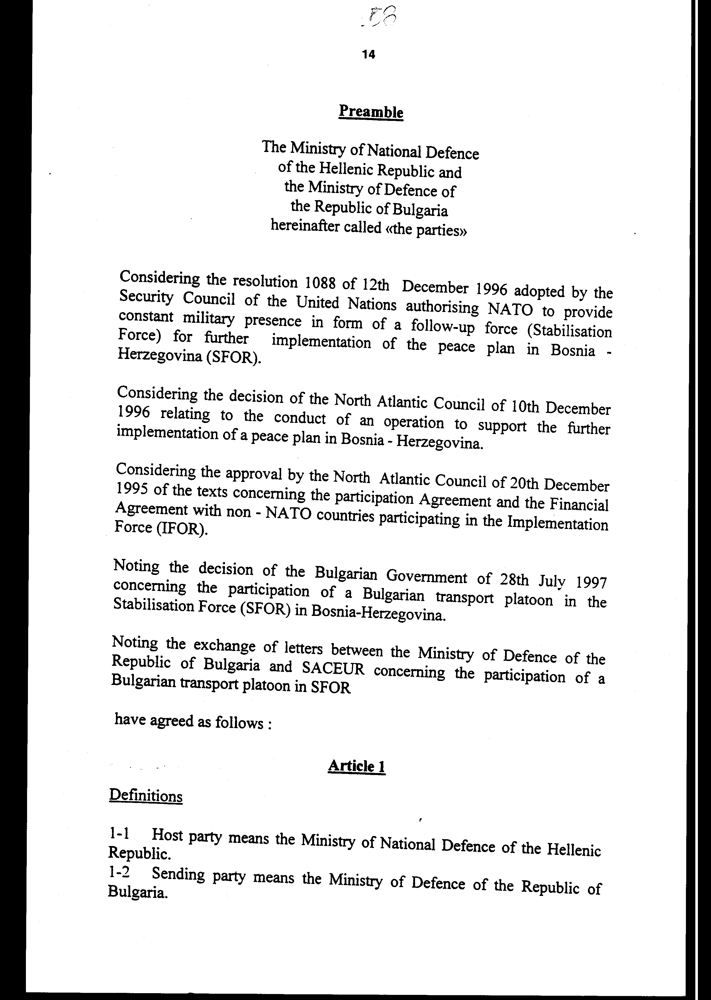 58
14
Preamble
The Ministry of National Defence
of the Hellenic Republic and
the Ministry of Defence of
the Republic of Bulgaria
hereinafter called «the parties»
Considering the resolution 1088 of 12th December 1996 adopted by the
Security Council of the United Nations authorising NATO to provide
constant military presence in form of a follow-up force (Stabilisation
Force) for further implementation of the peace plan in Bosnia -
Herzegovina (SFOR).
Considering the decision of the North Atlantic Council of 10th December
1996 relating to the conduct of an operation to support the further
implementation of a peace plan in Bosnia - Herzegovina.
Considering the approval by the North Atlantic Council of 20th December
1995 of the texts concerning the participation Agreement and the Financial
Agreement with non - NATO countries participating in the Implementation
Force (IFOR).
Noting the decision of the Bulgarian Government of 28th July 1997
concerning the participation of a Bulgarian transport platoon in the
Stabilisation Force (SFOR) in Bosnia-Herzegovina.
Noting the exchange of letters between the Ministry of Defence of the
Republic of Bulgaria and SACEUR concerning the participation of a
Bulgarian transport platoon in SFOR
have agreed as follows :
Article 1
Definitions
1-1 Host party means the Ministry of National Defence of the Hellenic
Republic.
1-2 Sending party means the Ministry of Defence of the Republic of
Bulgaria.